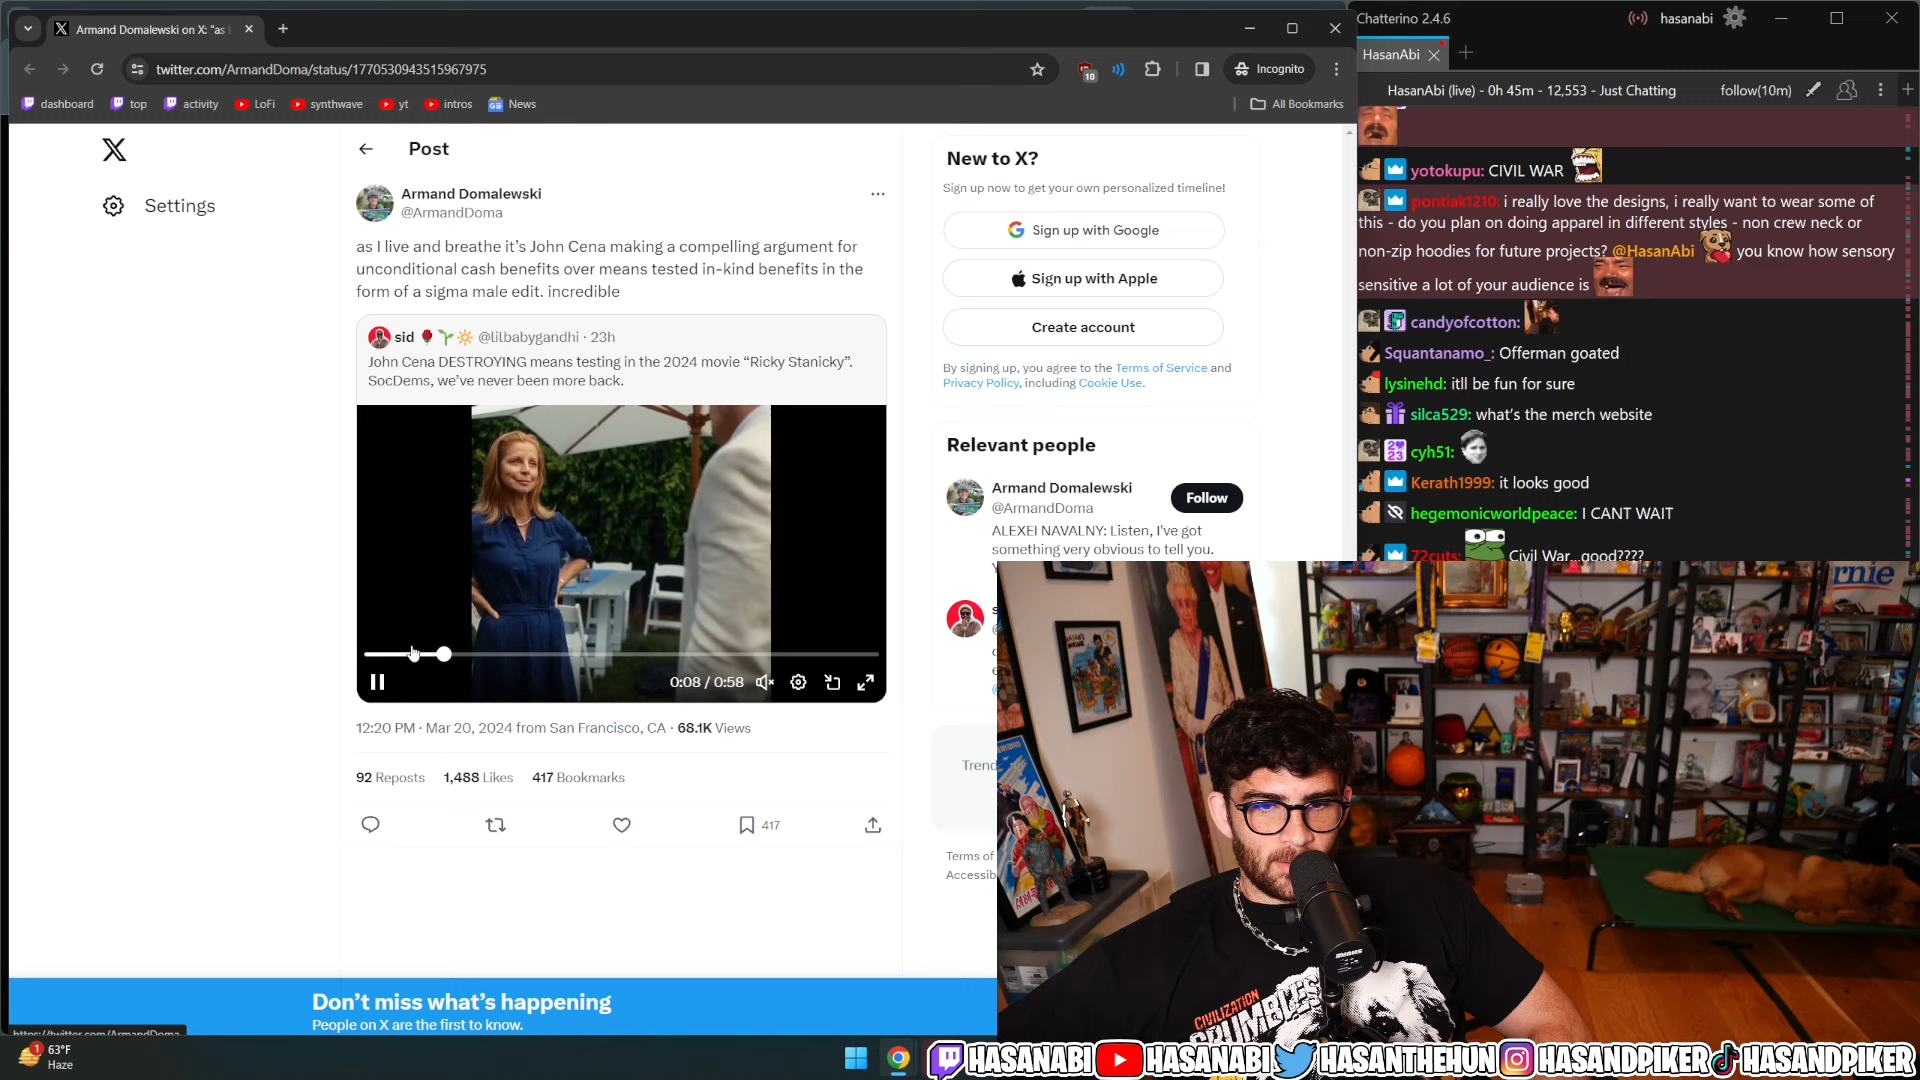 Armand Domalewski on X: "as I
twitter.com/ArmandDoma/status/1770530943515967975
10
Incognito
dashboard
top
activity
LoFi
synthwave
yt
intros
News
All Bookmarks
Settings
Post
Armand Domalewski
@ArmandDoma
as I live and breathe it's John Cena making a compelling argument for
unconditional cash benefits over means tested in-kind benefits in the
form of a sigma male edit. incredible
sid @lilbabygandhi · 23h
John Cena DESTROYING means testing in the 2024 movie “Ricky Stanicky”.
SocDems, we've never been more back.
0:08 / 0:58
12:20 PM · Mar 20, 2024 from San Francisco, CA · 68.1K Views
92 Reposts 1,488 Likes 417 Bookmarks
417
New to X?
Sign up now to get your own personalized timeline!
Sign up with Google
Sign up with Apple
Create account
By signing up, you agree to the Terms of Service and
Privacy Policy, including Cookie Use.
Relevant people
Armand Domalewski
@ArmandDoma
Follow
ALEXEI NAVALNY: Listen, I've got
something very obvious to tell you.
Trend
Terms of
Accessib
Don't miss what's happening
People on X are the first to know.
https://twitter.com/ArmandDoma
1
63°F
Haze
Chatterino 2.4.6
hasanabi
HasanAbi
HasanAbi (live) - 0h 45m - 12,553 - Just Chatting
follow(10m)
yotokupu: CIVIL WAR
pontiak1210: i really love the designs, i really want to wear some of
this - do you plan on doing apparel in different styles - non crew neck or
non-zip hoodies for future projects? @HasanAbi you know how sensory
sensitive a lot of your audience is
candyofcotton:
Squantanamo_: Offerman goated
lysinehd: itll be fun for sure
silca529: what's the merch website
cyh51:
Kerath1999: it looks good
hegemonicworldpeace: I CANT WAIT
72cuts: Civil War...good????
rnie
CIVILIZATION
CRUMBLES
HASANABI
HASANABI
HASANTHEHUN
HASANDPIKER
HASANDPIKER